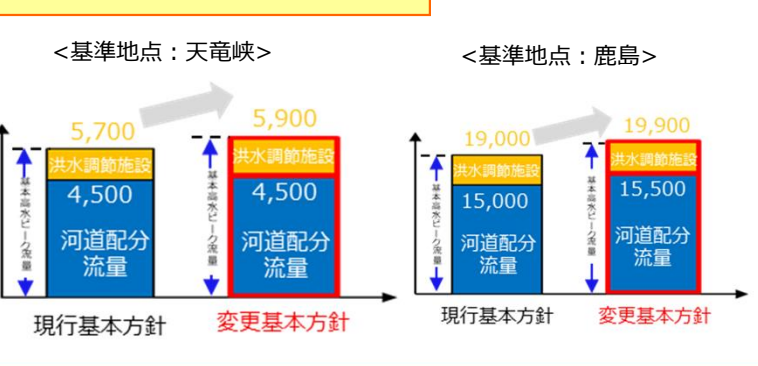 <基準地点：天竜峡>
5,700
5,900
洪水調節施設
4,500
河道配分
流量
基本高水ピーク流量
洪水調節施設
4,500
河道配分
流量
基本高水ピーク流量
現行基本方針
変更基本方針
<基準地点：鹿島>
19,000
19,900
洪水調節施設
15,000
河道配分
流量
基本高水ピーク流量
洪水調節施設
15,500
河道配分
流量
基本高水ピーク流量
現行基本方針
変更基本方針